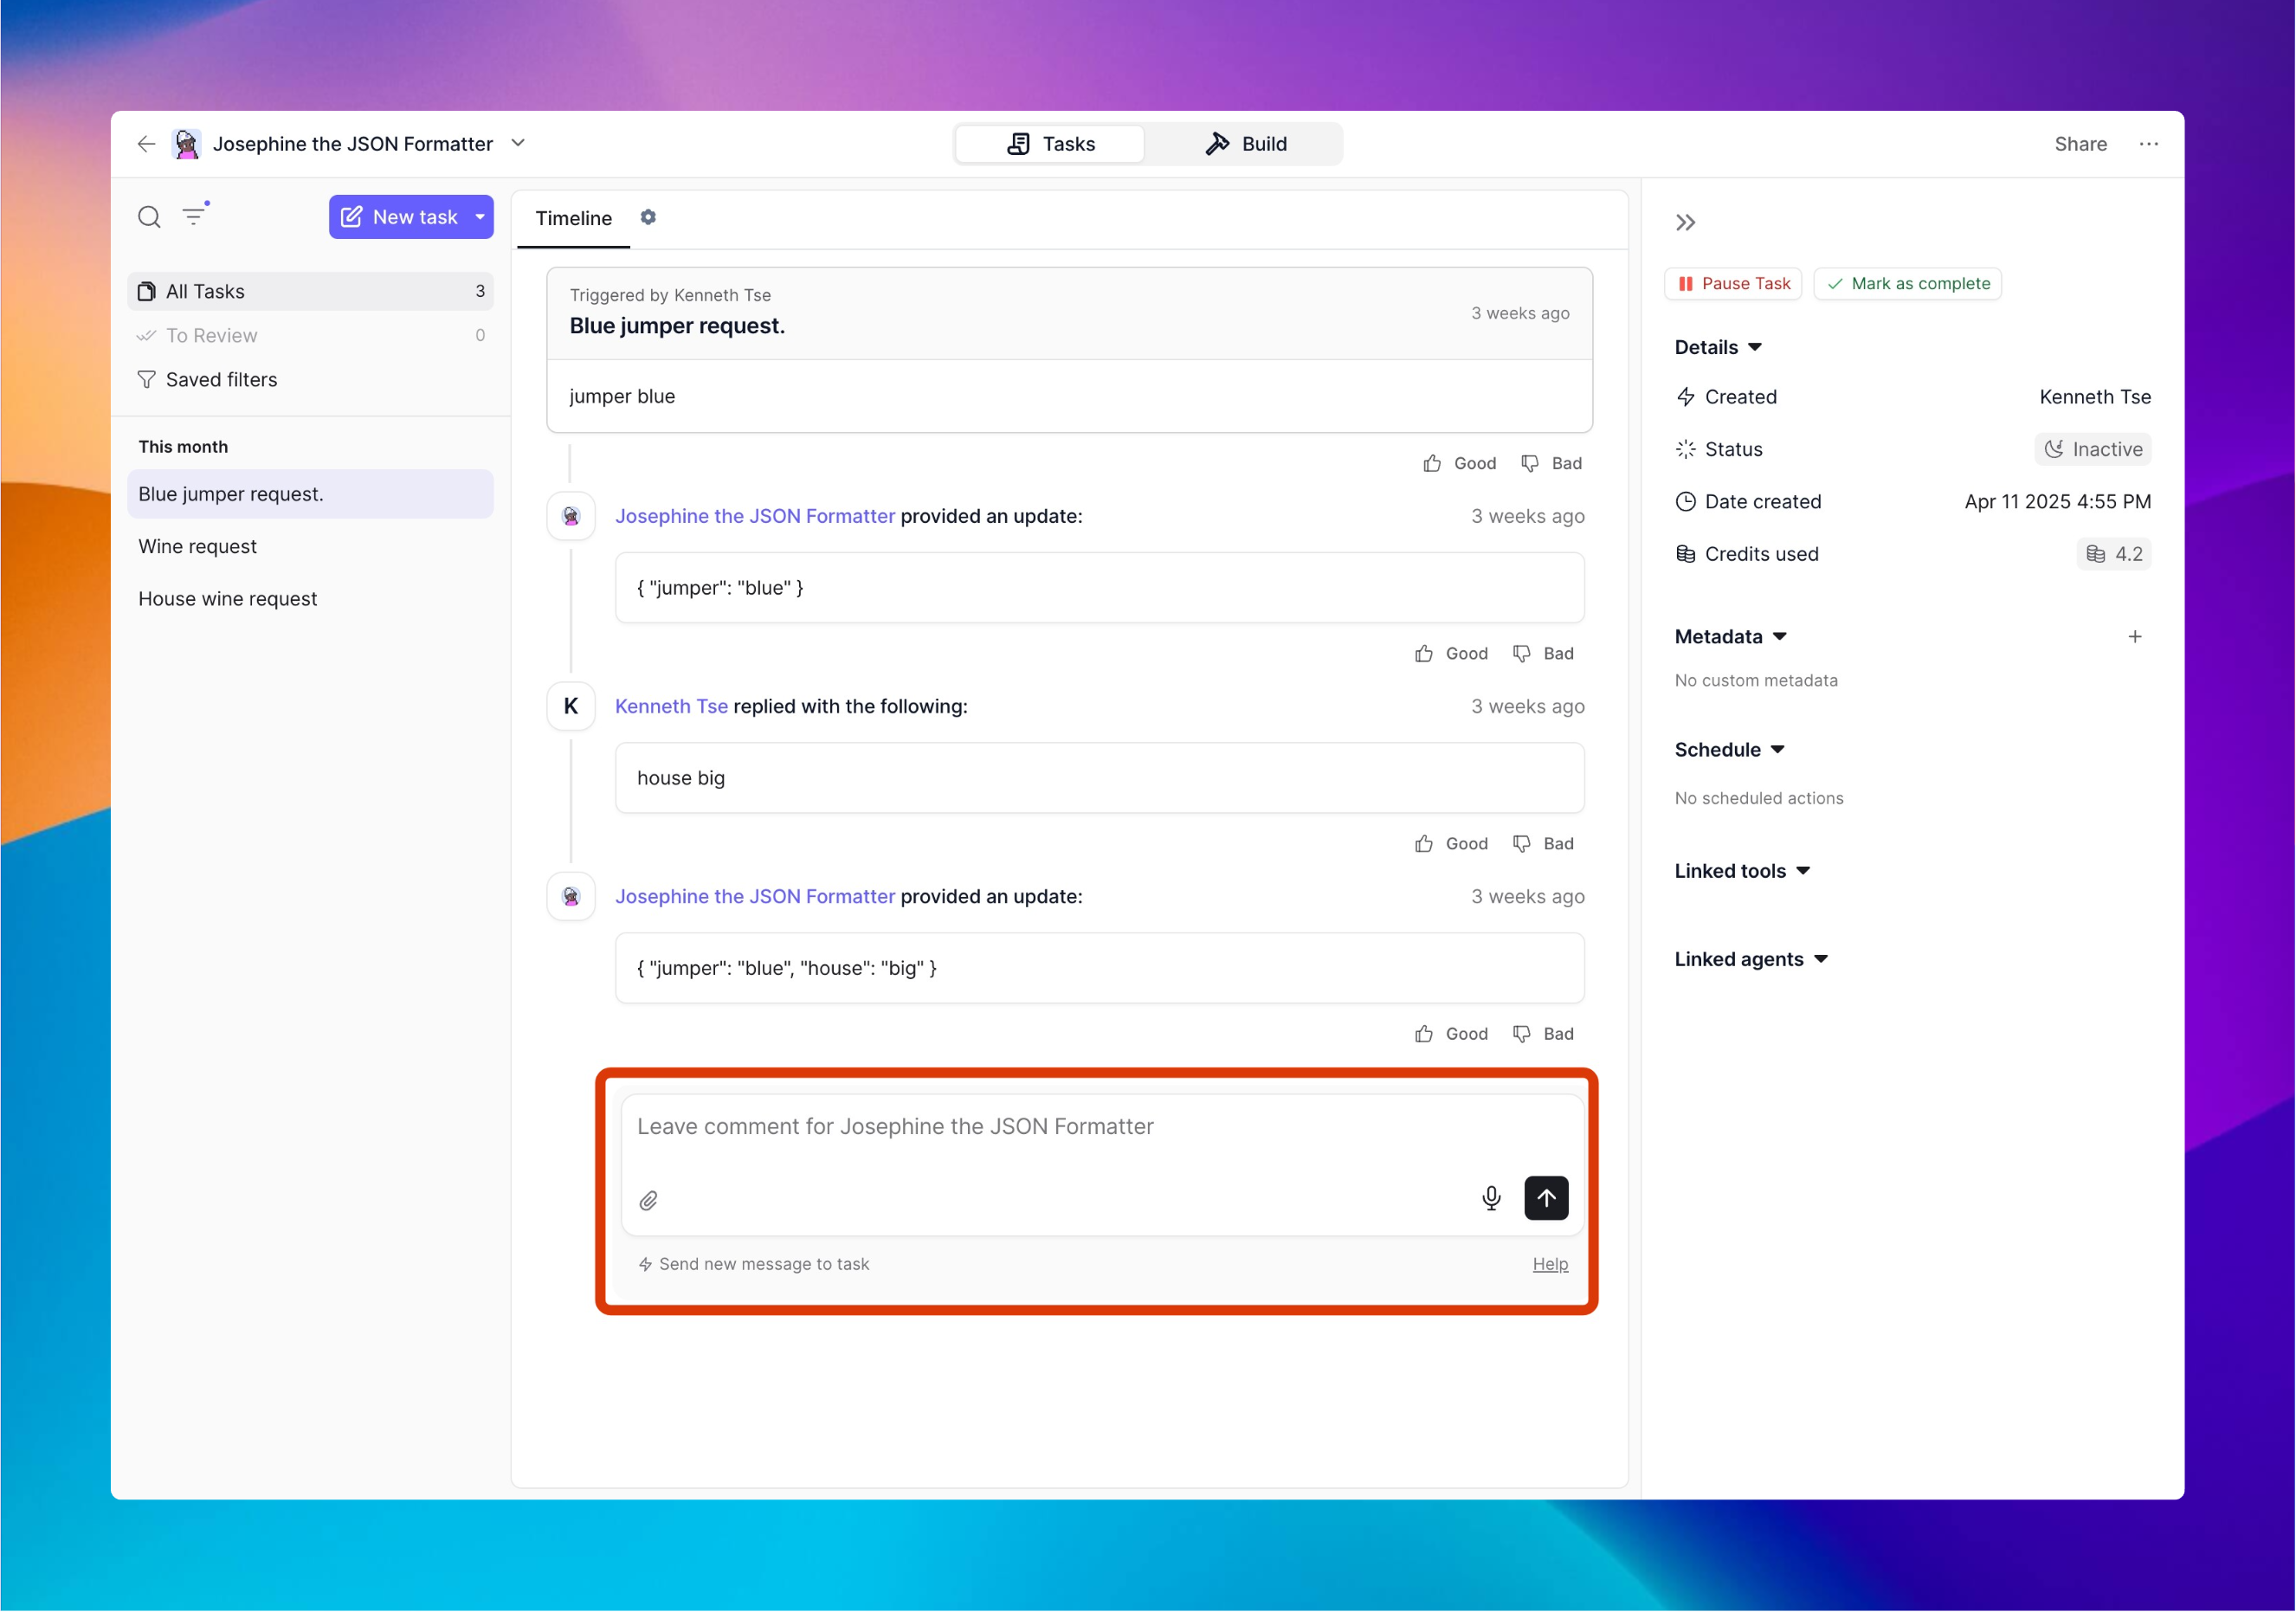 Josephine the JSON Formatter
Tasks
Build
Share
New task
All Tasks 3
To Review 0
Saved filters
This month
Blue jumper request.
Wine request
House wine request
Timeline
Triggered by Kenneth Tse
Blue jumper request.
3 weeks ago
jumper blue
Good Bad
Josephine the JSON Formatter provided an update: 3 weeks ago
{ "jumper": "blue" }
Good Bad
K
Kenneth Tse replied with the following: 3 weeks ago
house big
Good Bad
Josephine the JSON Formatter provided an update: 3 weeks ago
{ "jumper": "blue", "house": "big" }
Good Bad
Leave comment for Josephine the JSON Formatter
Send new message to task Help
Pause Task Mark as complete
Details
Created Kenneth Tse
Status Inactive
Date created Apr 11 2025 4:55 PM
Credits used 4.2
Metadata
No custom metadata
Schedule
No scheduled actions
Linked tools
Linked agents